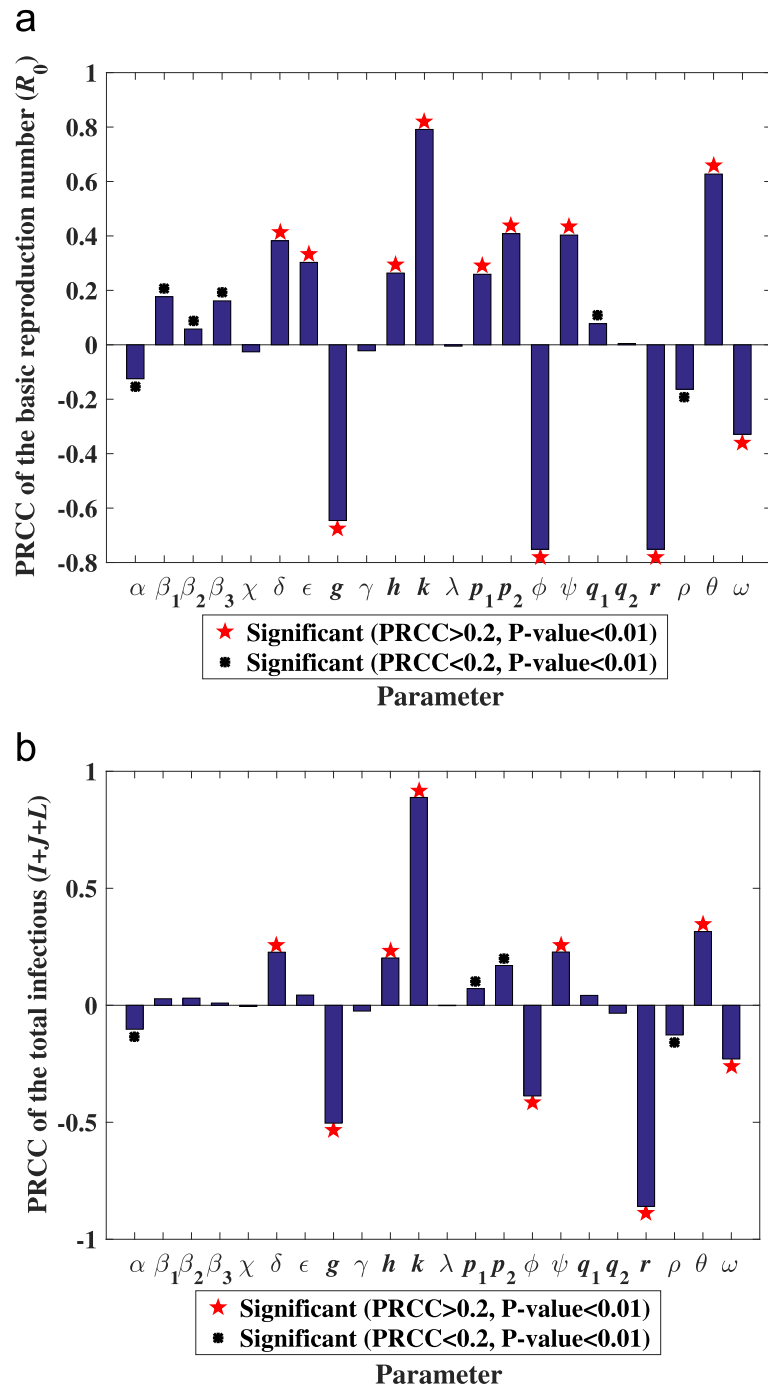 a
PRCC of the basic reproduction number (R₀)
1
0.8
0.6
0.4
0.2
0
-0.2
-0.4
-0.6
-0.8
α β₁ β₂ β₃ χ δ ϵ g γ h k λ p₁ p₂ ϕ ψ q₁ q₂ r ρ θ ω
Significant (PRCC>0.2, P-value<0.01)
Significant (PRCC<0.2, P-value<0.01)
Parameter
b
PRCC of the total infectious (I+J+L)
1
0.5
0
-0.5
-1
α β₁ β₂ β₃ χ δ ϵ g γ h k λ p₁ p₂ ϕ ψ q₁ q₂ r ρ θ ω
Significant (PRCC>0.2, P-value<0.01)
Significant (PRCC<0.2, P-value<0.01)
Parameter